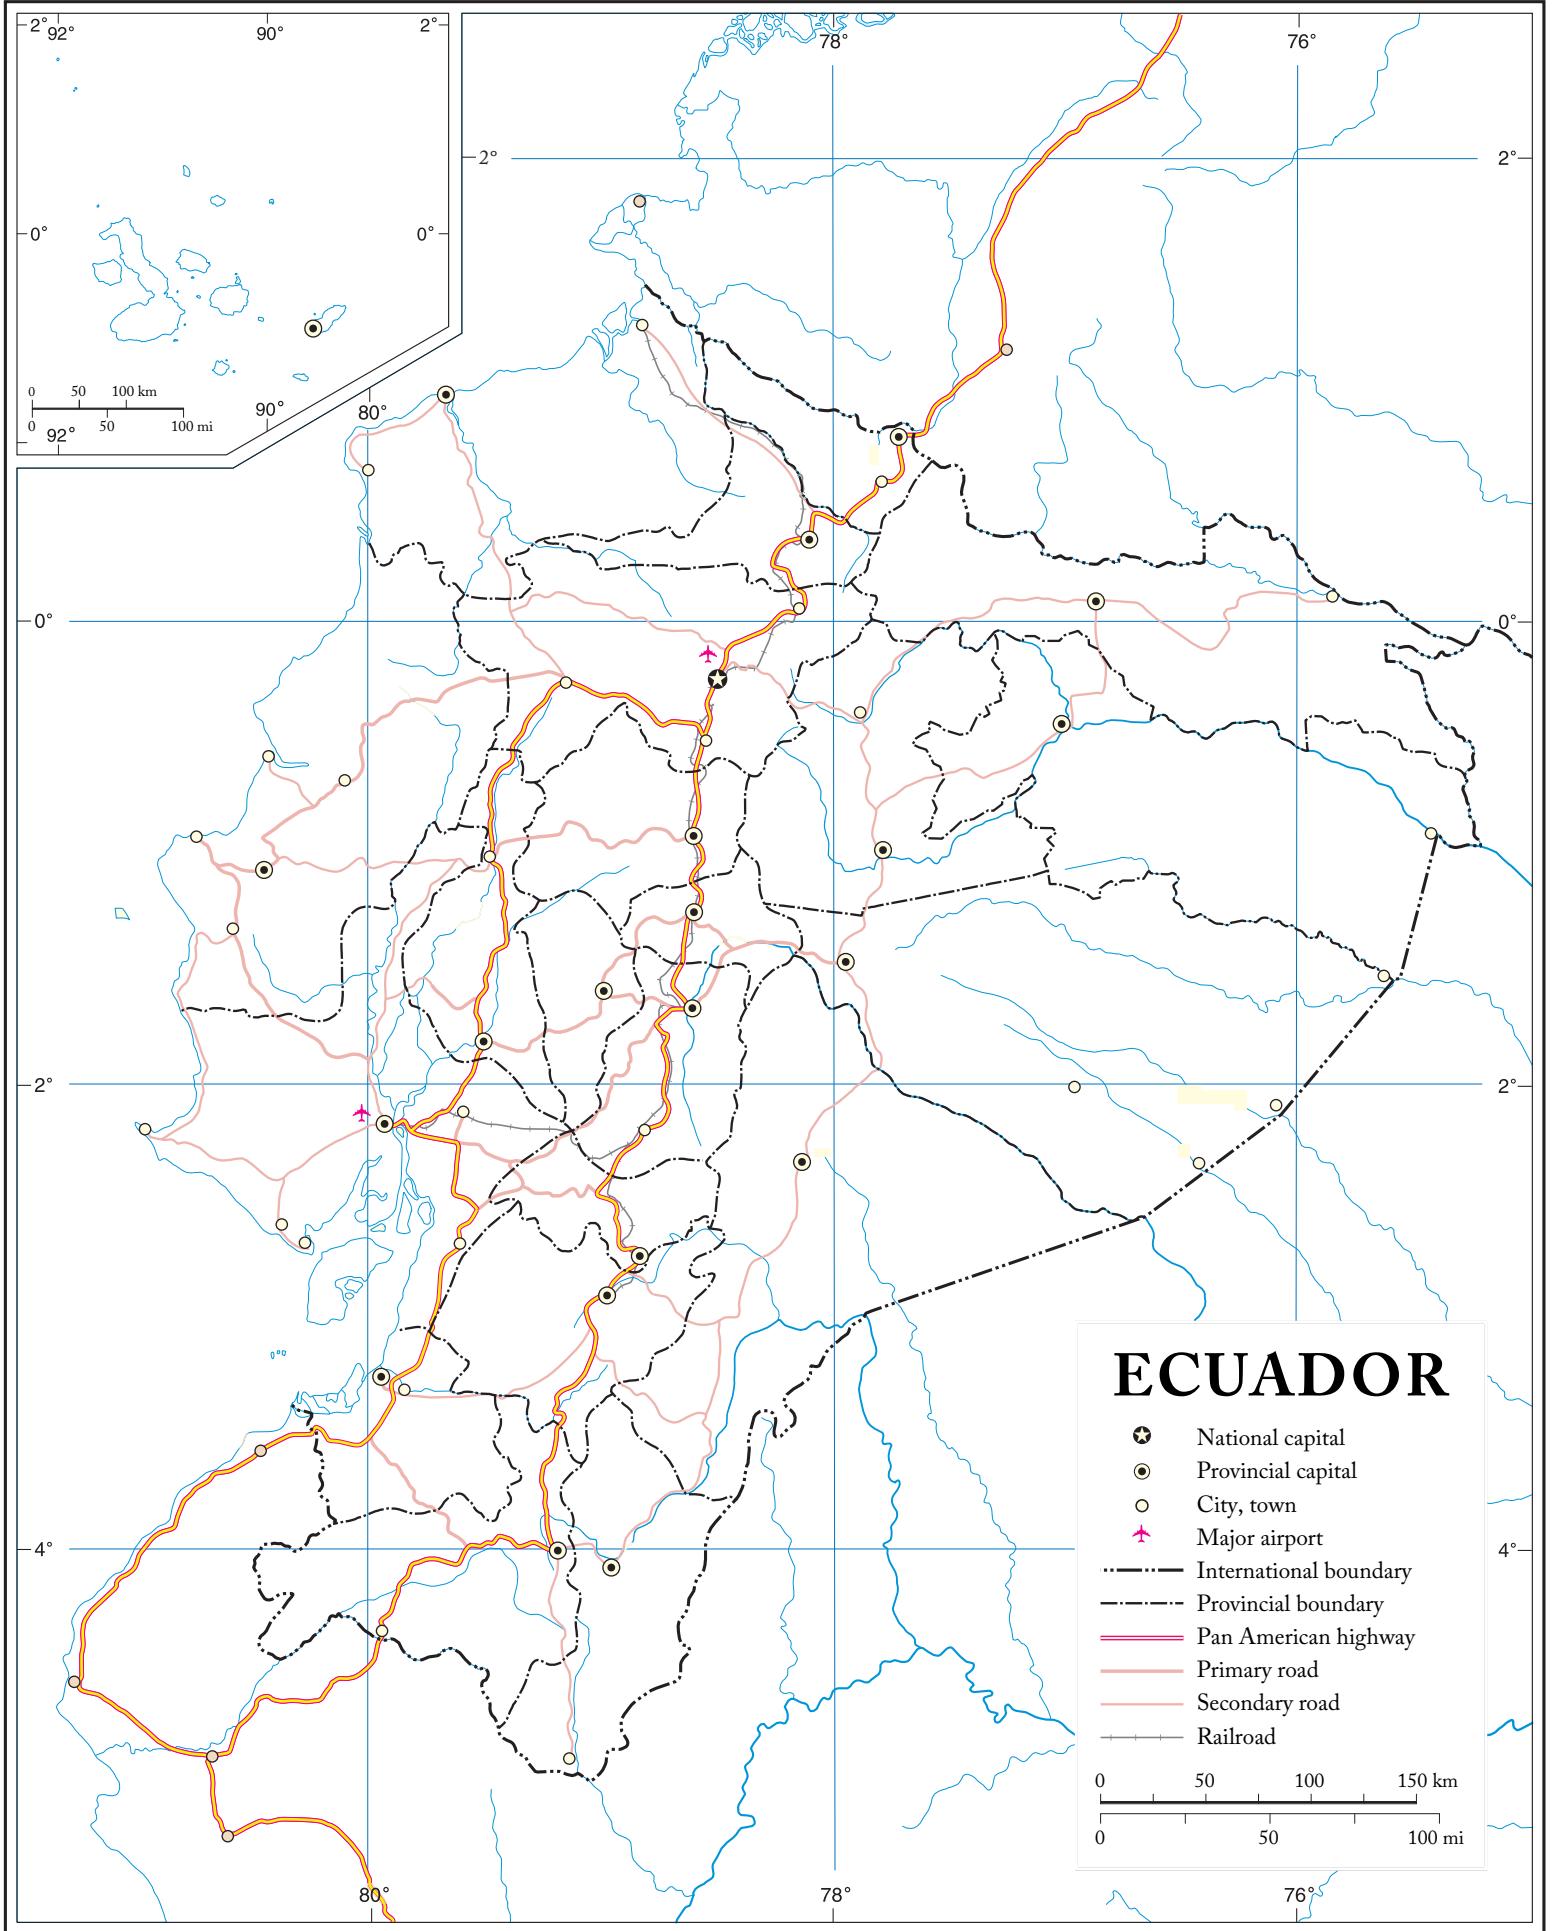 2° 92° 90° 2°
78° 76°
2° 2°
0° 0°
0 50 100 km
0 50 100 mi
92° 90° 80°
0° 0°
2° 2°
ECUADOR
National capital
Provincial capital
City, town
Major airport
4° 4°
International boundary
Provincial boundary
Pan American highway
Primary road
Secondary road
Railroad
0 50 100 150 km
0 50 100 mi
80° 78° 76°